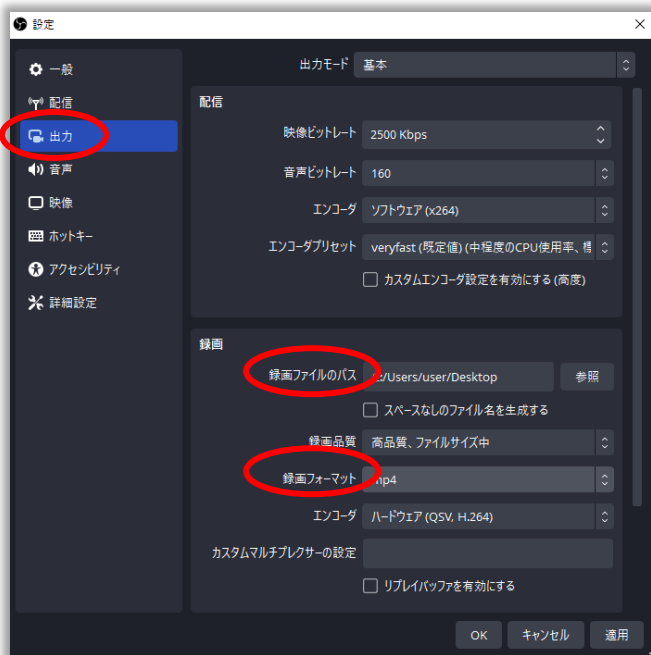 設定
一般
配信
出力
音声
映像
ホットキー
アクセシビリティ
詳細設定
出力モード 基本
配信
映像ビットレート 2500 Kbps
音声ビットレート 160
エンコーダ ソフトウェア (x264)
エンコーダプリセット veryfast (既定値) (中程度のCPU使用率、
カスタムエンコーダ設定を有効にする (高度)
録画
録画ファイルのパス :/Users/user/Desktop 参照
スペースなしのファイル名を生成する
録画品質 高品質、ファイルサイズ中
録画フォーマット mp4
エンコーダ ハードウェア (QSV, H.264)
カスタムマルチプレクサーの設定
リプレイバッファを有効にする
OK キャンセル 適用